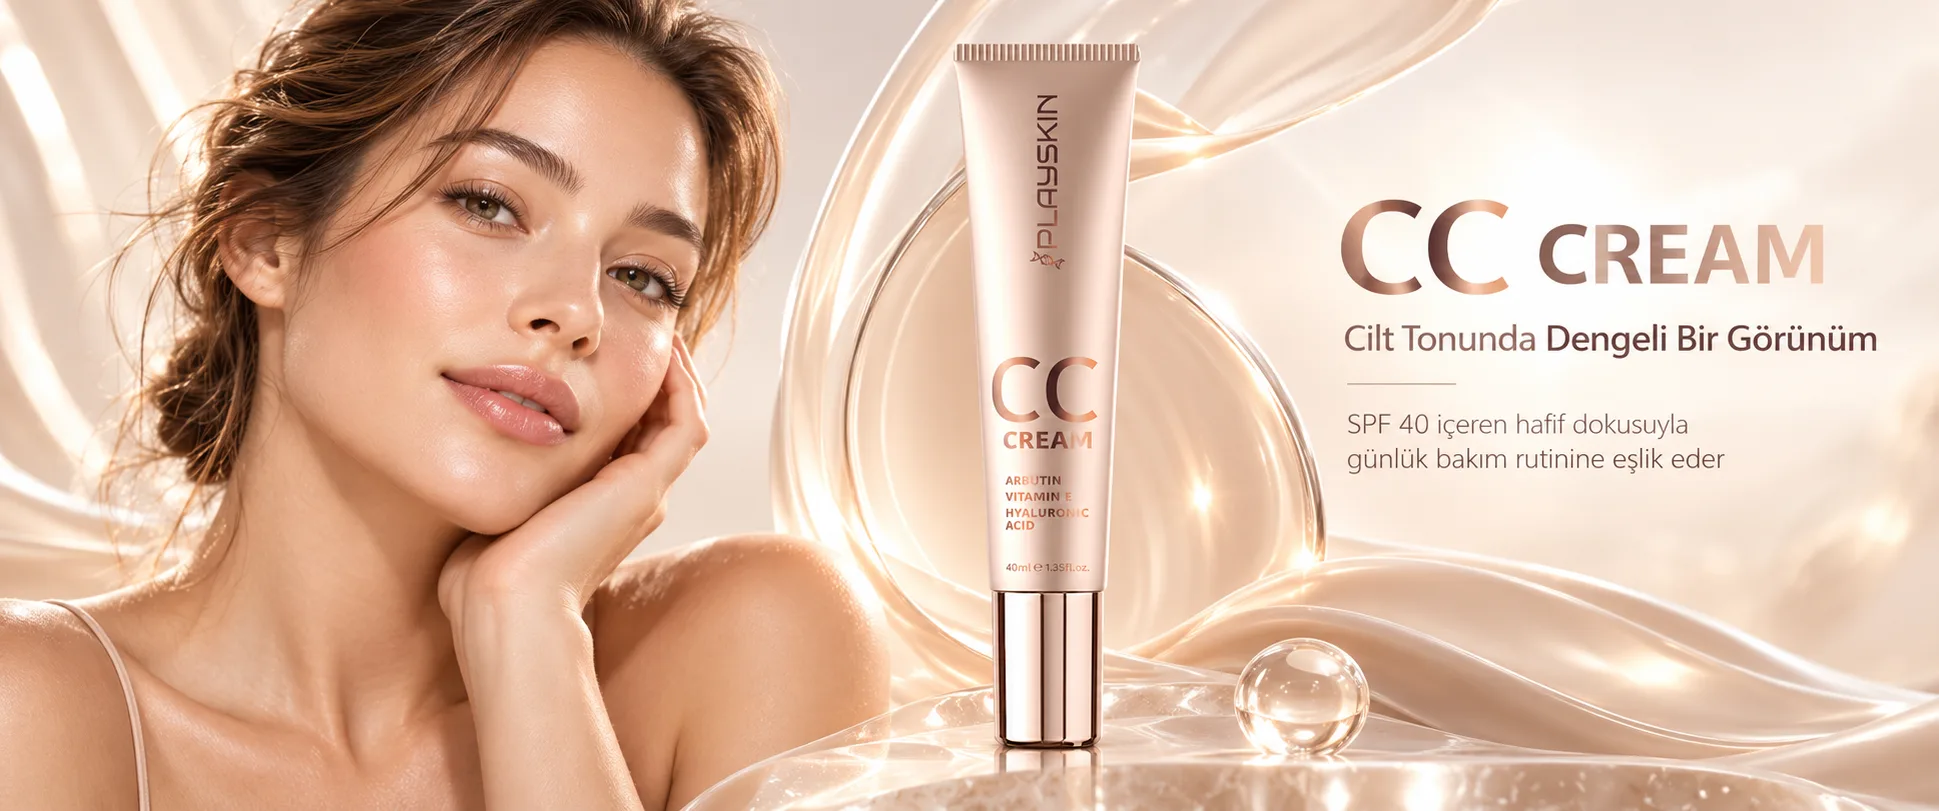 PLAYSKIN
CC
CREAM
ARBUTIN
VITAMIN E
HYALURONIC
ACID
40ml e 1.35fl.oz.
CC CREAM
Cilt Tonunda Dengeli Bir Görünüm
SPF 40 içeren hafif dokusuyla
günlük bakım rutinine eşlik eder